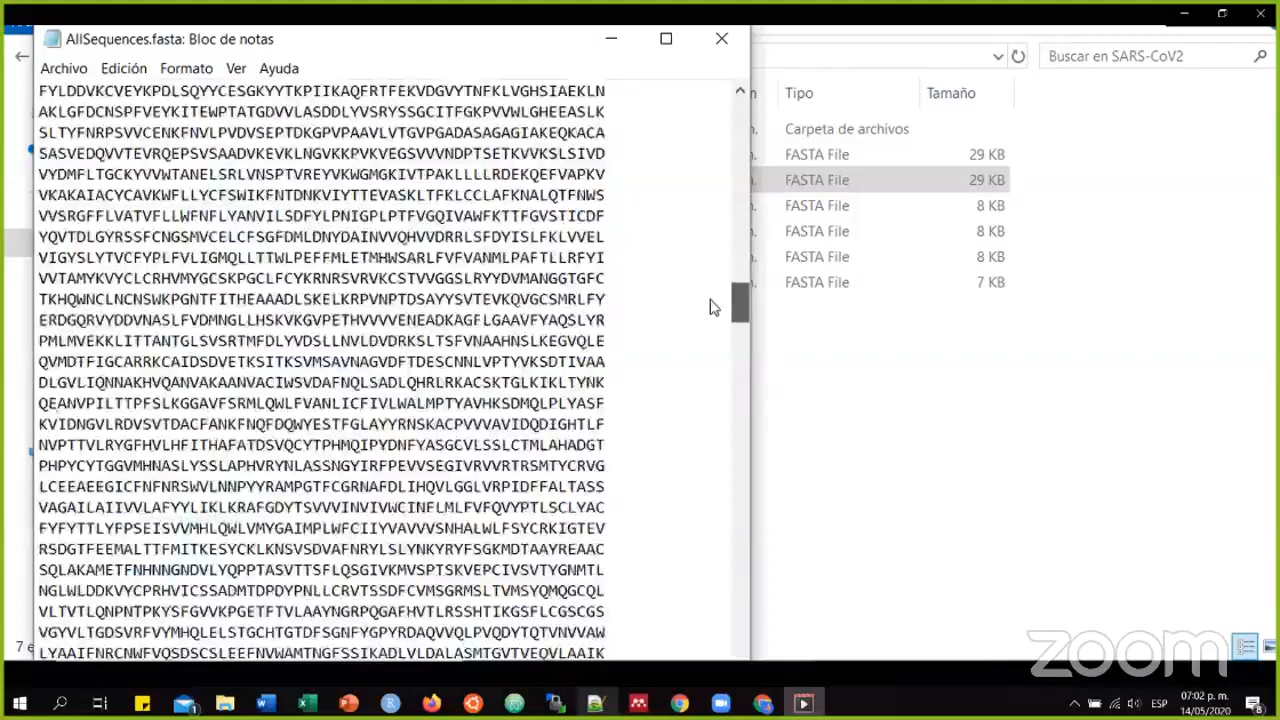 AllSequences.fasta: Bloc de notas
Archivo Edición Formato Ver Ayuda
FYLDDVKCVEYKPDLSQYYCESGKYYTKPIIKAQFRTFEKVDGVYTNFKLVGHSIAEKLN
AKLGFDCNSPFVEYKITEWPTATGDVVLASDDLYVSRYSSGCITFGKPVVWLGHEEASLK
SLTYFNRPSVVCENKFNVLPVDVSEPTDKGPVPAAVLVTGVPGADASAGAGIAKEQKACA
SASVEDQVVTEVRQEPSVSAADVKEVKLNGVKKPVKVEGSVVVNDPTSETKVVKSLSIVD
VYDMFLTGCKYVVWTANELSRLVNSPTVREYVKWGMGKIVTPAKLLLLRDEKQEFVAPKV
VKAKAIACYCAVKWFLLYCFSWIKFNTDNKVIYTTEVASKLTFKLCCLAFKNALQTFNWS
VVSRGFFLVATVFLLWFNFLYANVILSDFYLPNIGPLPTFVGQIVAWFKTTFGVSTICDF
YQVTDLGYRSSFCNGSMVCELCFSGFDMLDNYDAINVVQHVVDRRLSFDYISLFKLVVEL
VIGYSLYTVCFYPLFVLIGMQLLTTWLPEFFMLETMHWSARLFVFVANMLPAFTLLRFYI
VVTAMYKVYCLCRHVMYGCSKPGCLFCYKRNRSVRVKCSTVVGGSLRYYDVMANGGTGFC
TKHQWNCLNCNSWKPGNTFITHEAAADLSKELKRPVNPTDSAYYSVTEVKQVGCSMRLFY
ERDGQRVYDDVNASLFVDMNGLLHSKVKGVPETHVVVVENEADKAGFLGAAVFYAQSLYR
PMLMVEKKLITTANTGLSVSRTMFDLYVDSLLNVLDVDRKSLTSFVNAAHNSLKEGVQLE
QVMDTFIGCARRKCAIDSDVETKSITKSVMSAVNAGVDFTDESCNNLVPTYVKSDTIVAA
DLGVLIQNNAKHVQANVAKAANVACIWSVDAFNQLSADLQHRLRKACSKTGLKIKLTYNK
QEANVPILTTPFSLKGGAVFSRMLQWLFVANLICFIVLWALMPTYAVHKSDMQLPLYASF
KVIDNGVLRDVSVTDACFANKFNQFDQWYESTFGLAYYRNSKACPVVVAVIDQDIGHTLF
NVPTTVLRYGFHVLHFITHAFATDSVQCYTPHMQIPYDNFYASGCVLSSLCTMLAHADGT
PHPYCYTGGVMHNASLYSSLAPHVRYNLASSNGYIRFPEVVSEGIVRVVRTRSMTYCRVG
LCEEAEEGICFNFNRSWVLNNPYYRAMPGTFCGRNAFDLIHQVLGGLVRPIDFFALTASS
VAGAILAIIVVLAFYYLIKLKRAFGDYTSVVVINVIVWCINFLMLFVFQVYPTLSCLYAC
FYFYTTLYFPSEISVVMHLQWLVMYGAIMPLWFCIIYVAVVVSNHALWLFSYCRKIGTEV
RSDGTFEEMALTTFMITKESYCKLKNSVSDVAFNRYLSLYNKYRYFSGKMDTAAYREAAC
SQLAKAMETFNHNNGNDVLYQPPTASVTTSFLQSGIVKMVSPTSKVEPCIVSVTYGNMTL
NGLWLDDKVYCPRHVICSSADMTDPDYPNLLCRVTSSDFCVMSGRMSLTVMSYQMQGCQL
VLTVTLQNPNTPKYSFGVVKPGETFTVLAAYNGRPQGAFHVTLRSSHTIKGSFLCGSCGS
VGYVLTGDSVRFVYMHQLELSTGCHTGTDFSGNFYGPYRDAQVVQLPVQDYTQTVNVVAW
LYAAIFNRCNWFVQSDSCSLEEFNVWAMTNGFSSIKADLVLDALASMTGVTVEQVLAAIK
Buscar en SARS-CoV2
Tipo Tamaño
Carpeta de archivos
FASTA File 29 KB
FASTA File 29 KB
FASTA File 8 KB
FASTA File 8 KB
FASTA File 8 KB
FASTA File 7 KB
zoom
ESP
07:02 p. m.
14/05/2020